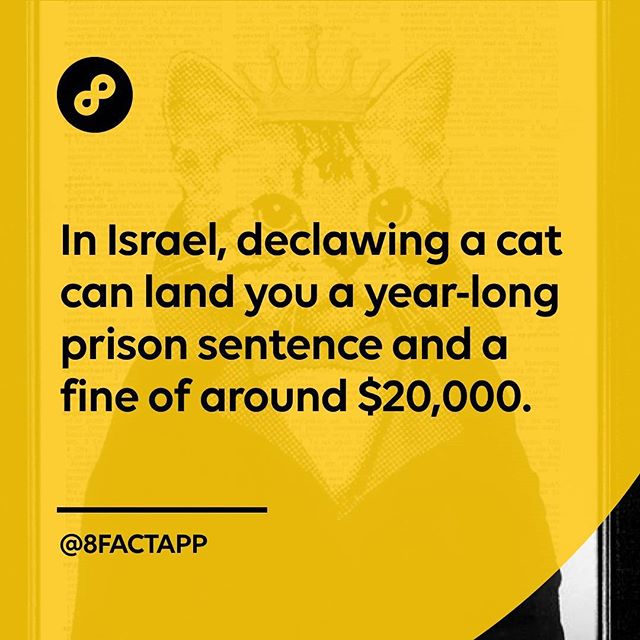 In Israel, declawing a cat
can land you a year-long
prison sentence and a
fine of around $20,000.
@8FACTAPP